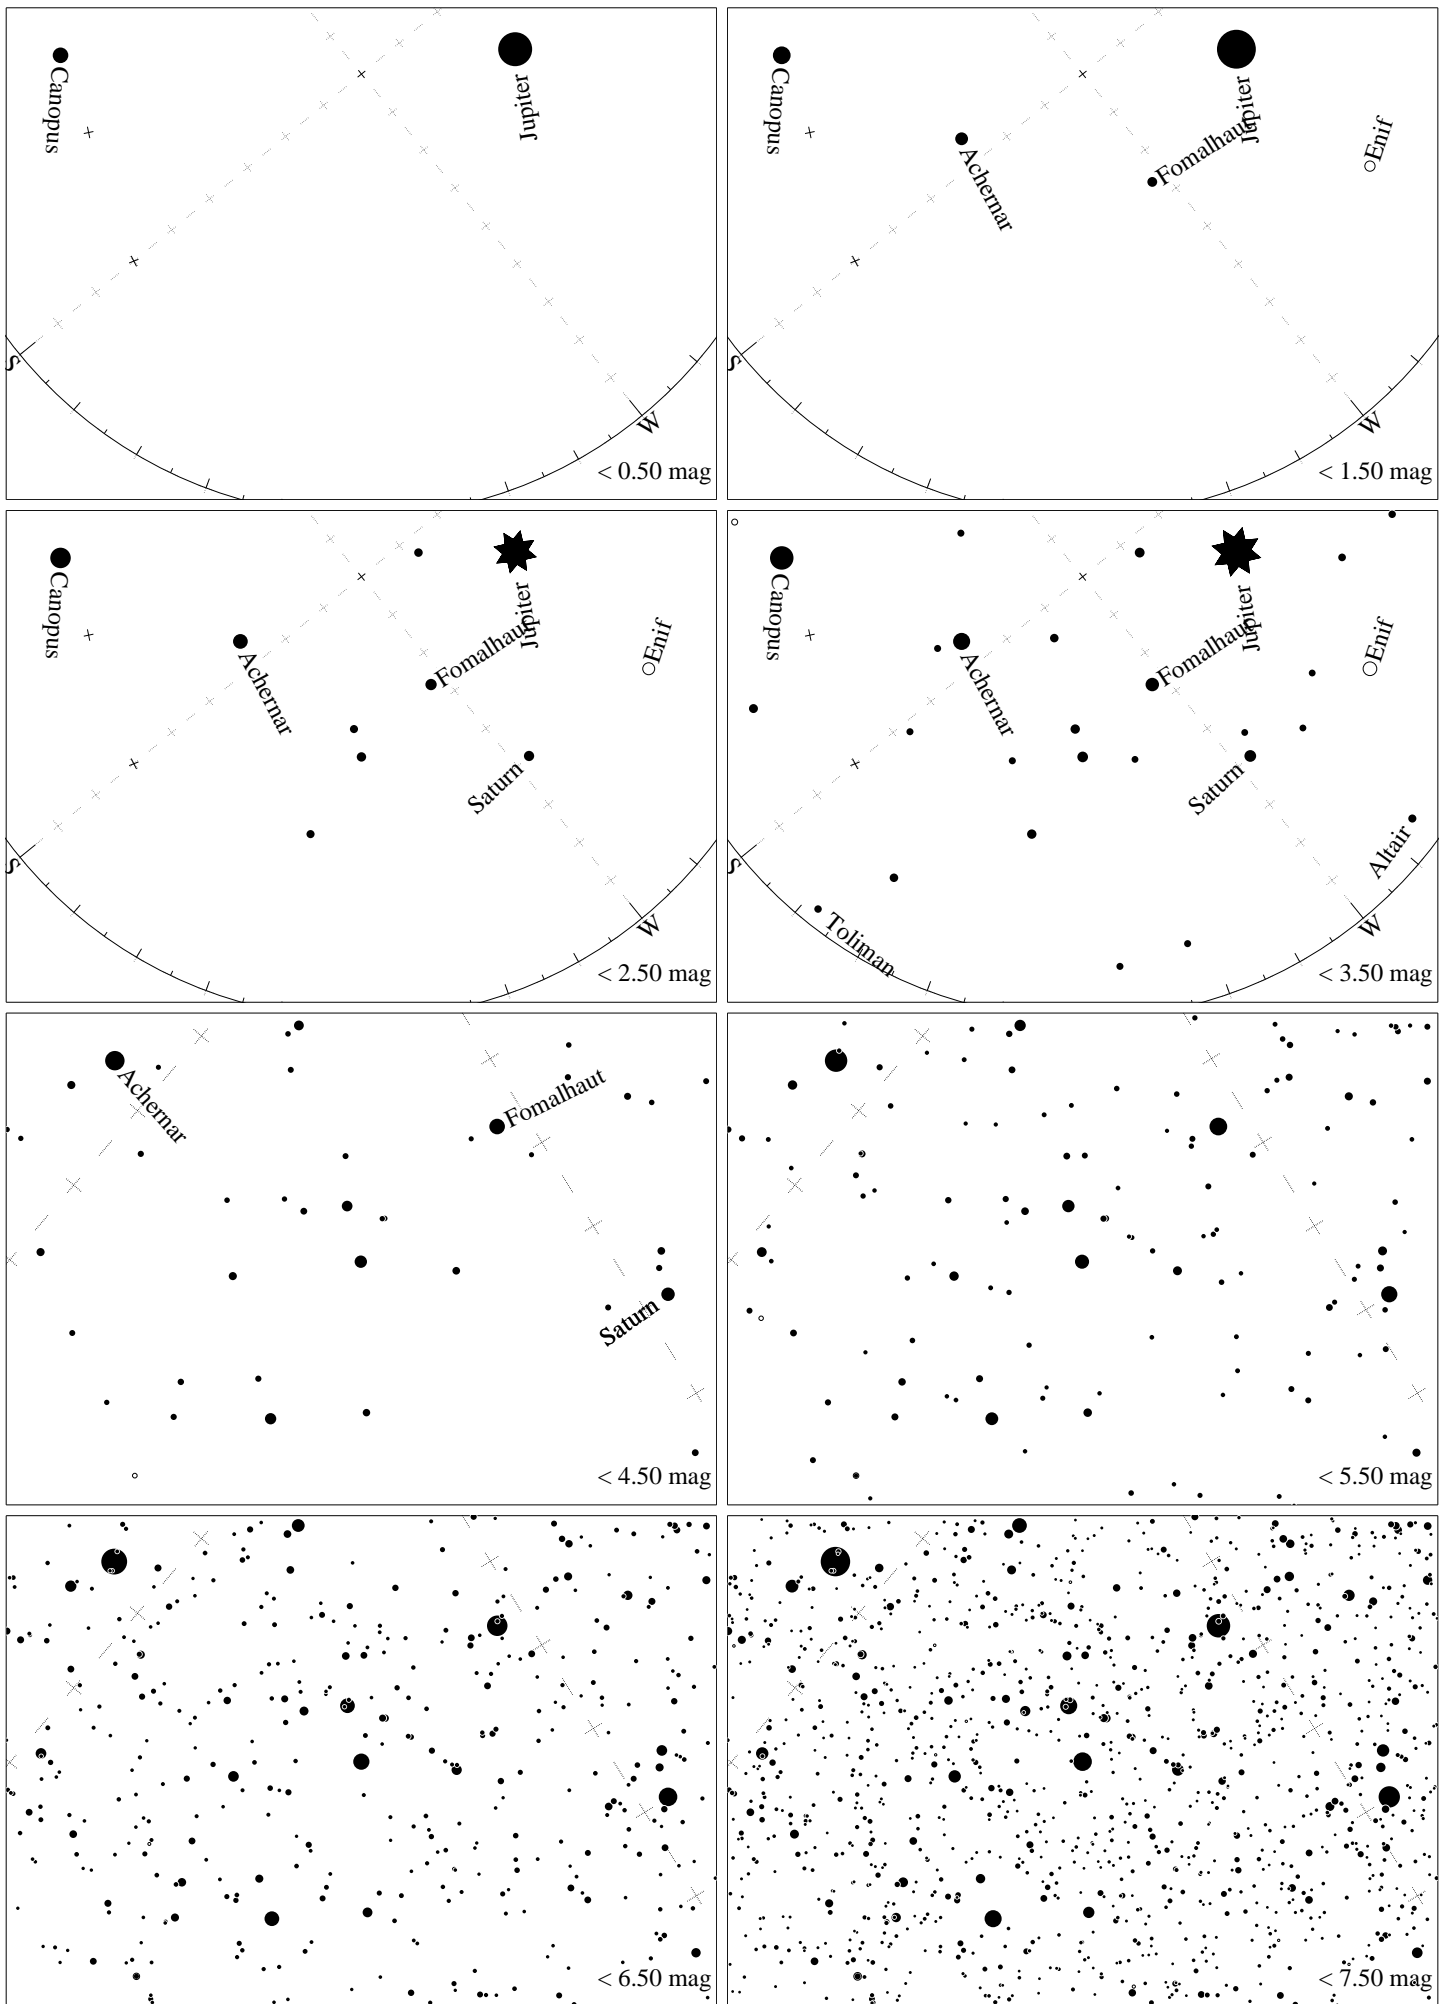 Canopus
Jupiter
S
W
< 0.50 mag
Canopus
Achernar
Fomalhaut
Jupiter
Enif
S
W
< 1.50 mag
Canopus
Achernar
Fomalhaut
Jupiter
Enif
Saturn
S
W
< 2.50 mag
Canopus
Achernar
Fomalhaut
Jupiter
Enif
Saturn
Altair
Toliman
S
W
< 3.50 mag
Achernar
Fomalhaut
Saturn
< 4.50 mag
< 5.50 mag
< 6.50 mag
< 7.50 mag